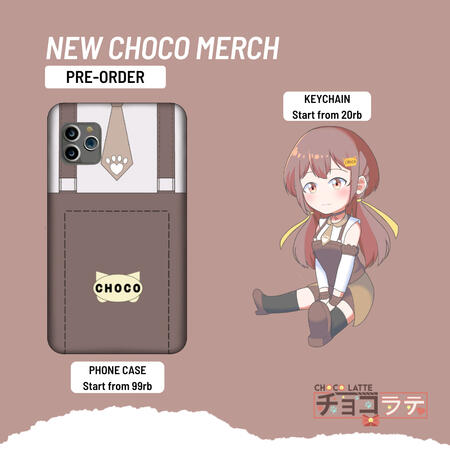 NEW CHOCO MERCH
PRE-ORDER
KEYCHAIN
Start from 20rb
CHOCO
CHOCO
PHONE CASE
Start from 99rb
CHOCO LATTE
チョコラテ